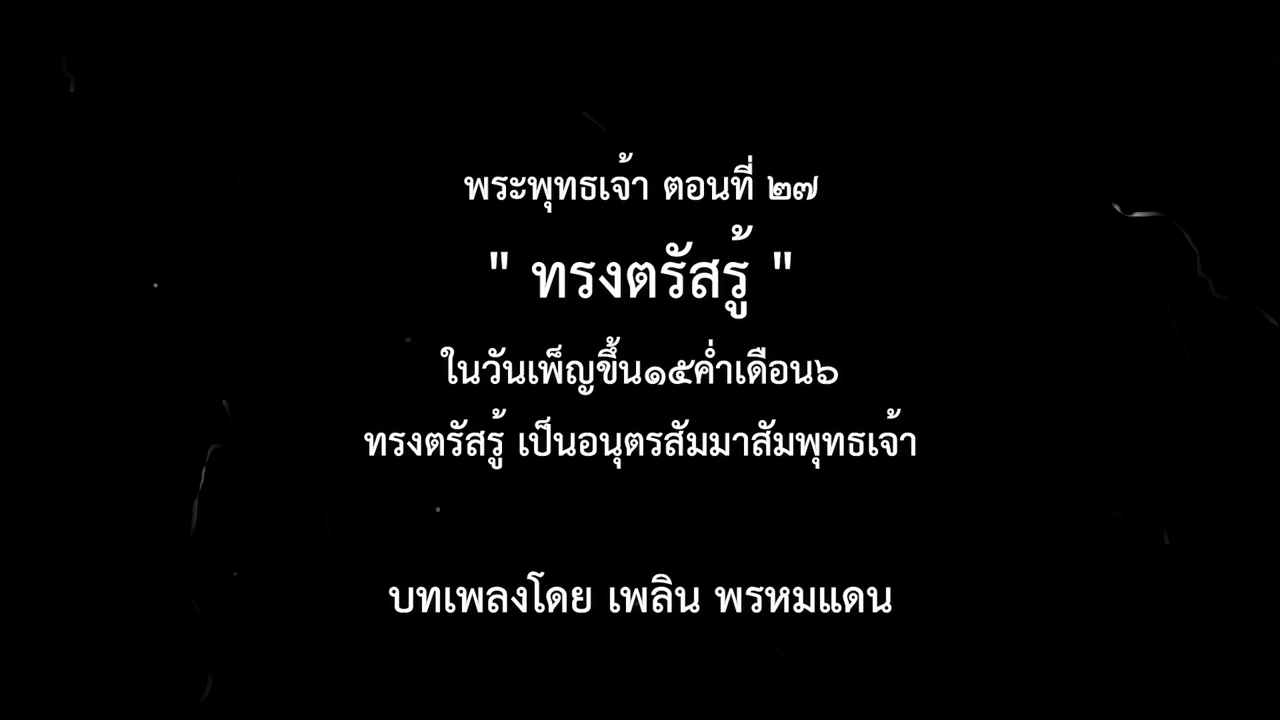 พระพุทธเจ้า ตอนที่ ๒๗
" ทรงตรัสรู้ "
ในวันเพ็ญขึ้น๑๕ค่ำเดือน๖
ทรงตรัสรู้ เป็นอนุตรสัมมาสัมพุทธเจ้า
บทเพลงโดย เพลิน พรหมแดน